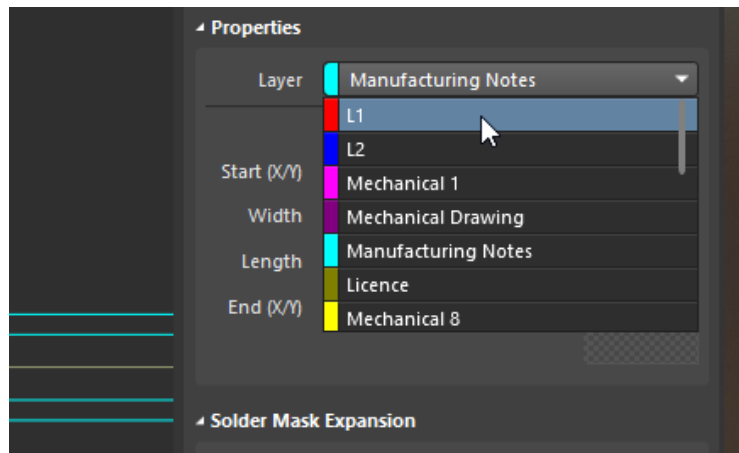 Properties
Layer Manufacturing Notes
L1
L2
Start (X/Y)
Mechanical 1
Width Mechanical Drawing
Length Manufacturing Notes
Licence
End (X/Y)
Mechanical 8
Solder Mask Expansion